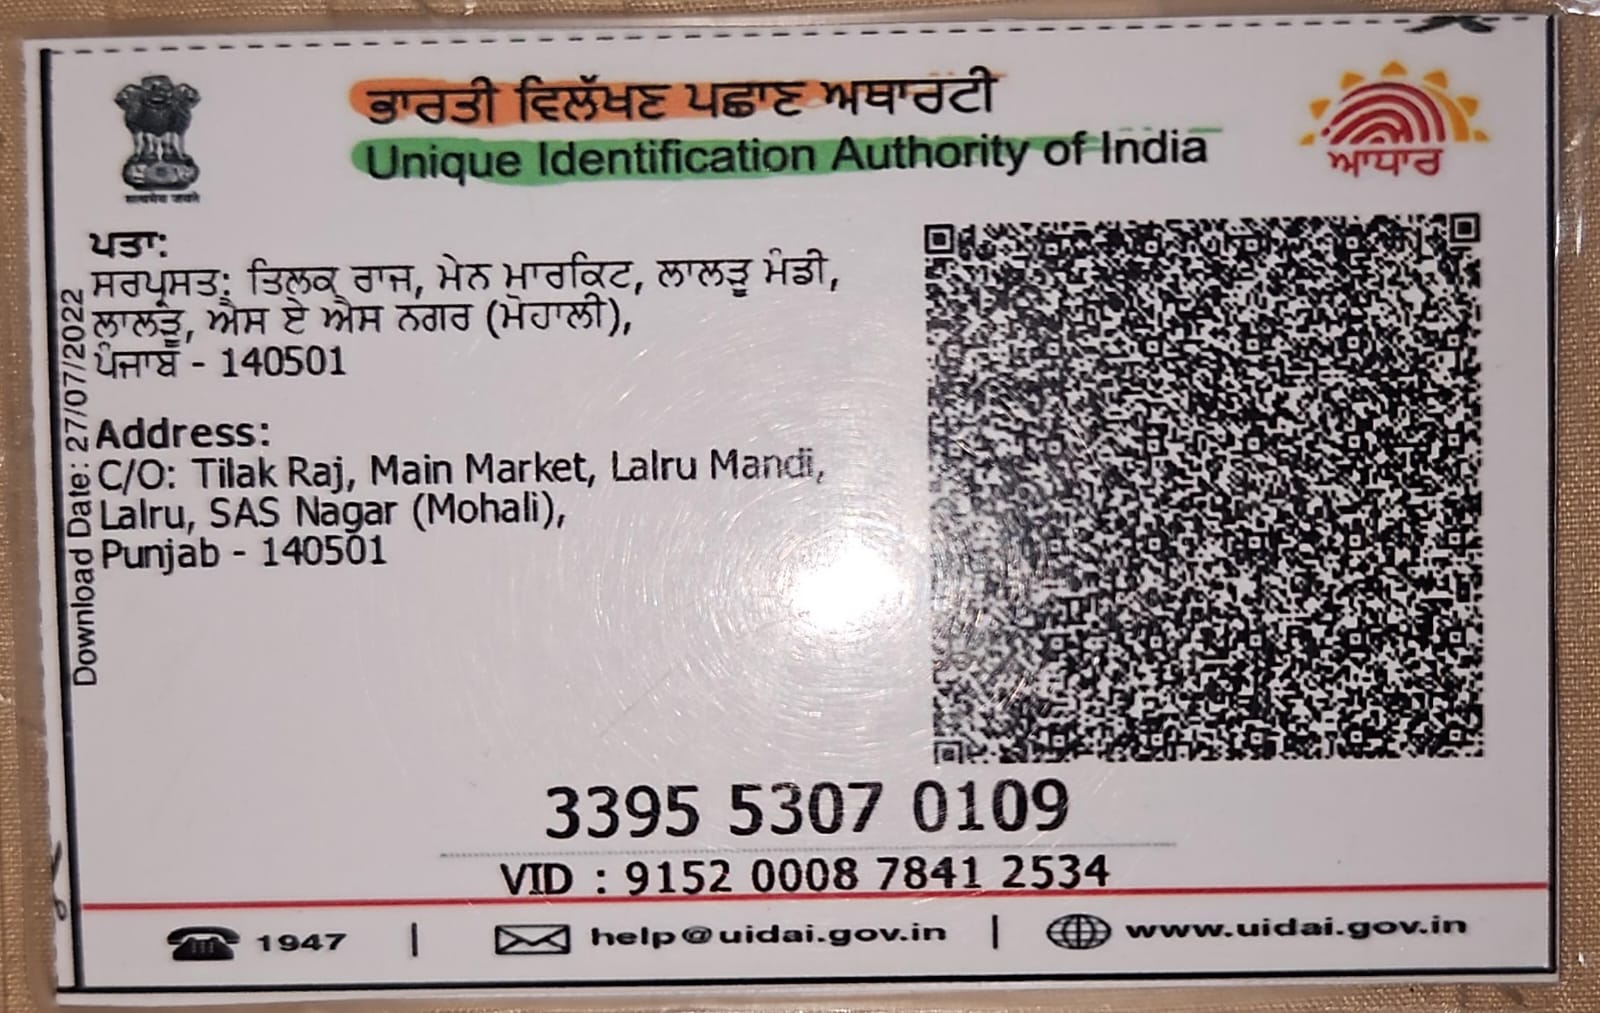 ਭਾਰਤੀ ਵਿਲੱਖਣ ਪਛਾਣ ਅਥਾਰਟੀ
Unique Identification Authority of India
सत्यमेव जयते
ਆਧਾਰ
ਪਤਾ:
ਸਰਪ੍ਰਸਤ: ਤਿਲਕ ਰਾਜ, ਮੇਨ ਮਾਰਕਿਟ, ਲਾਲੜੂ ਮੰਡੀ,
ਲਾਲੜੂ, ਐਸ ਏ ਐਸ ਨਗਰ (ਮੋਹਾਲੀ),
ਪੰਜਾਬ - 140501
Address:
C/O: Tilak Raj, Main Market, Lalru Mandi,
Lalru, SAS Nagar (Mohali),
Punjab - 140501
Download Date: 27/07/2022
3395 5307 0109
VID : 9152 0008 7841 2534
1947 | help@uidai.gov.in | www.uidai.gov.in